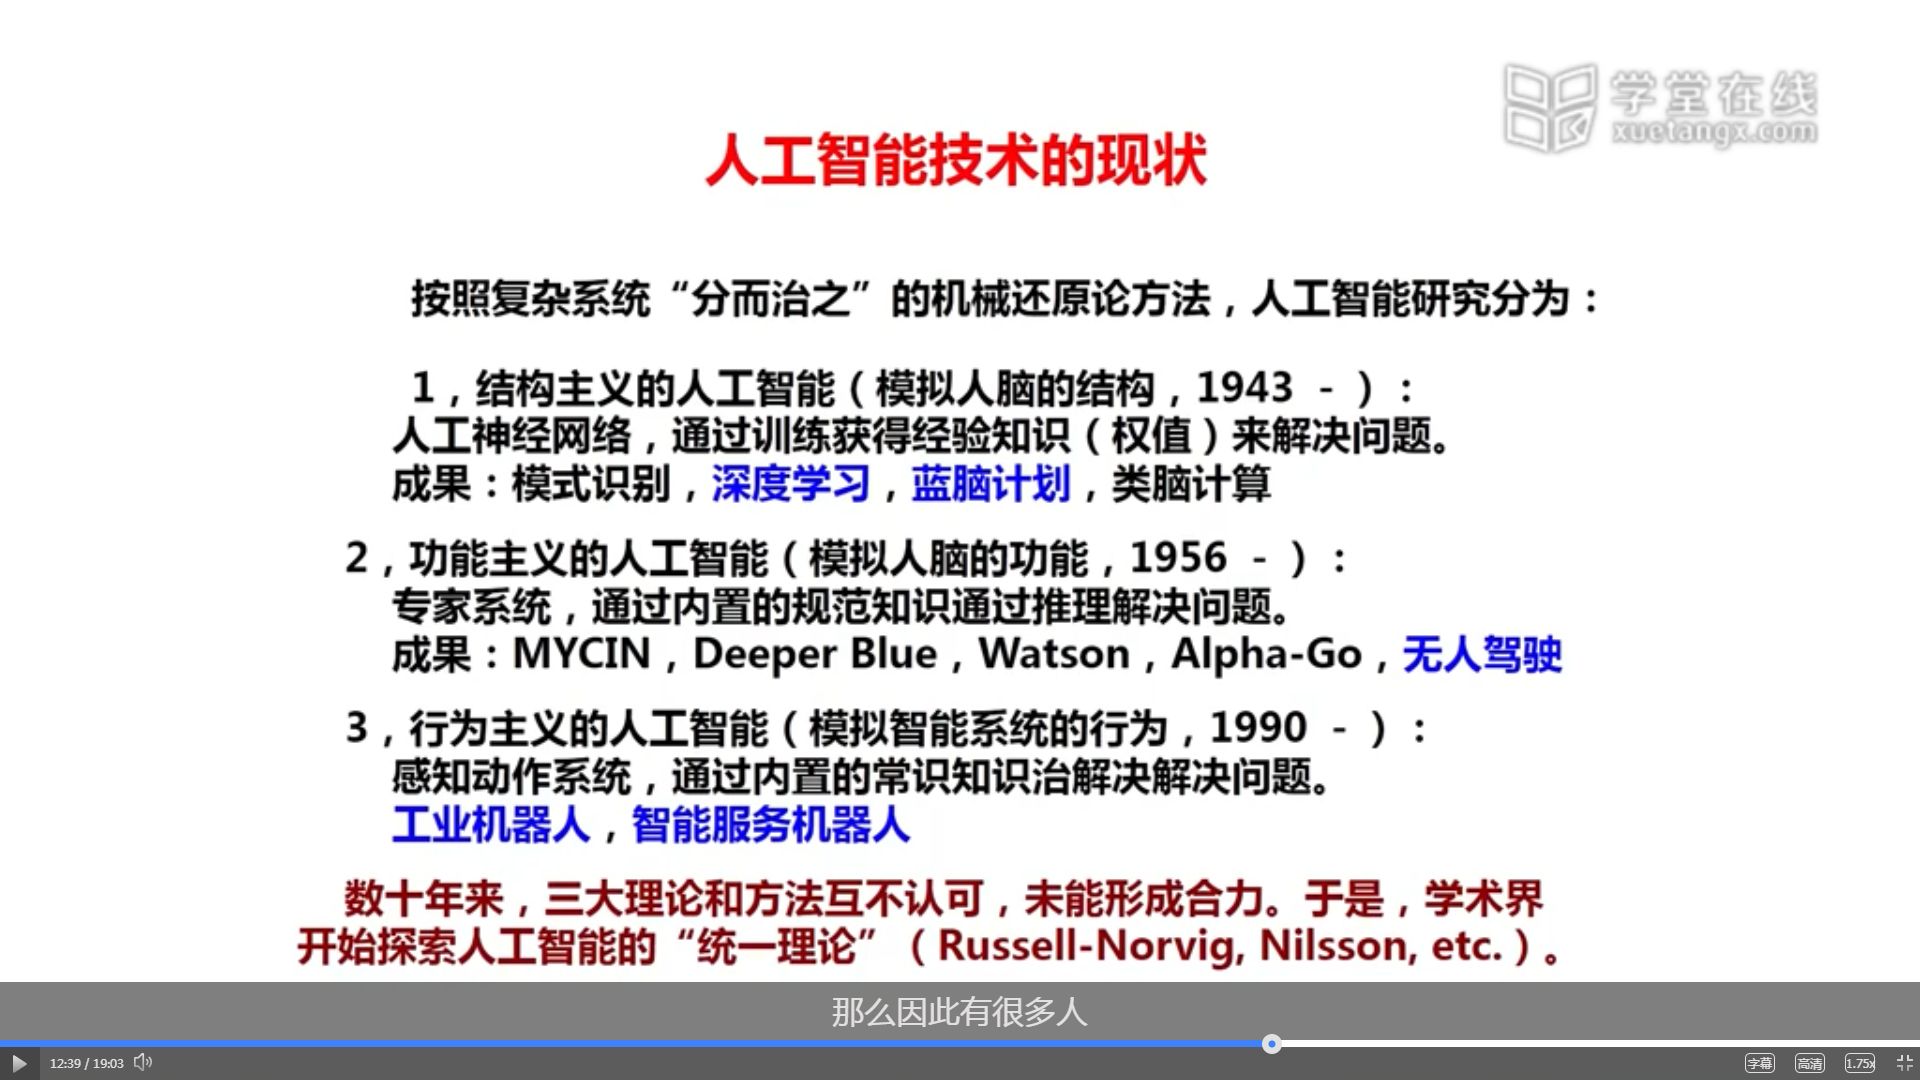 学堂在线
xuetangx.com
人工智能技术的现状
按照复杂系统“分而治之”的机械还原论方法，人工智能研究分为：
1，结构主义的人工智能（模拟人脑的结构，1943 - ）：
人工神经网络，通过训练获得经验知识（权值）来解决问题。
成果：模式识别，深度学习，蓝脑计划，类脑计算
2，功能主义的人工智能（模拟人脑的功能，1956 - ）：
专家系统，通过内置的规范知识通过推理解决问题。
成果：MYCIN，Deeper Blue，Watson，Alpha-Go，无人驾驶
3，行为主义的人工智能（模拟智能系统的行为，1990 - ）：
感知动作系统，通过内置的常识知识治解决解决问题。
工业机器人，智能服务机器人
数十年来，三大理论和方法互不认可，未能形成合力。于是，学术界
开始探索人工智能的“统一理论”（Russell-Norvig, Nilsson, etc.）。
那么因此有很多人
12:39 / 19:03
字幕
高清
1.75x